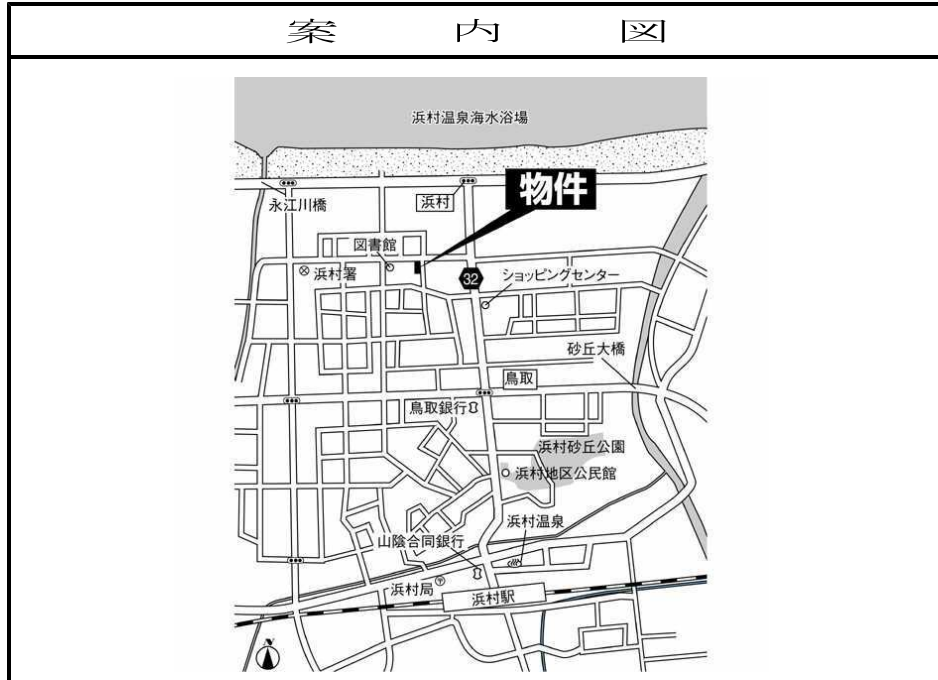 案内図
浜村温泉海水浴場
物件
浜村
永江川橋
図書館
浜村署
32
ショッピングセンター
砂丘大橋
鳥取
鳥取銀行
浜村砂丘公園
浜村地区公民館
浜村温泉
山陰合同銀行
浜村局
浜村駅
N